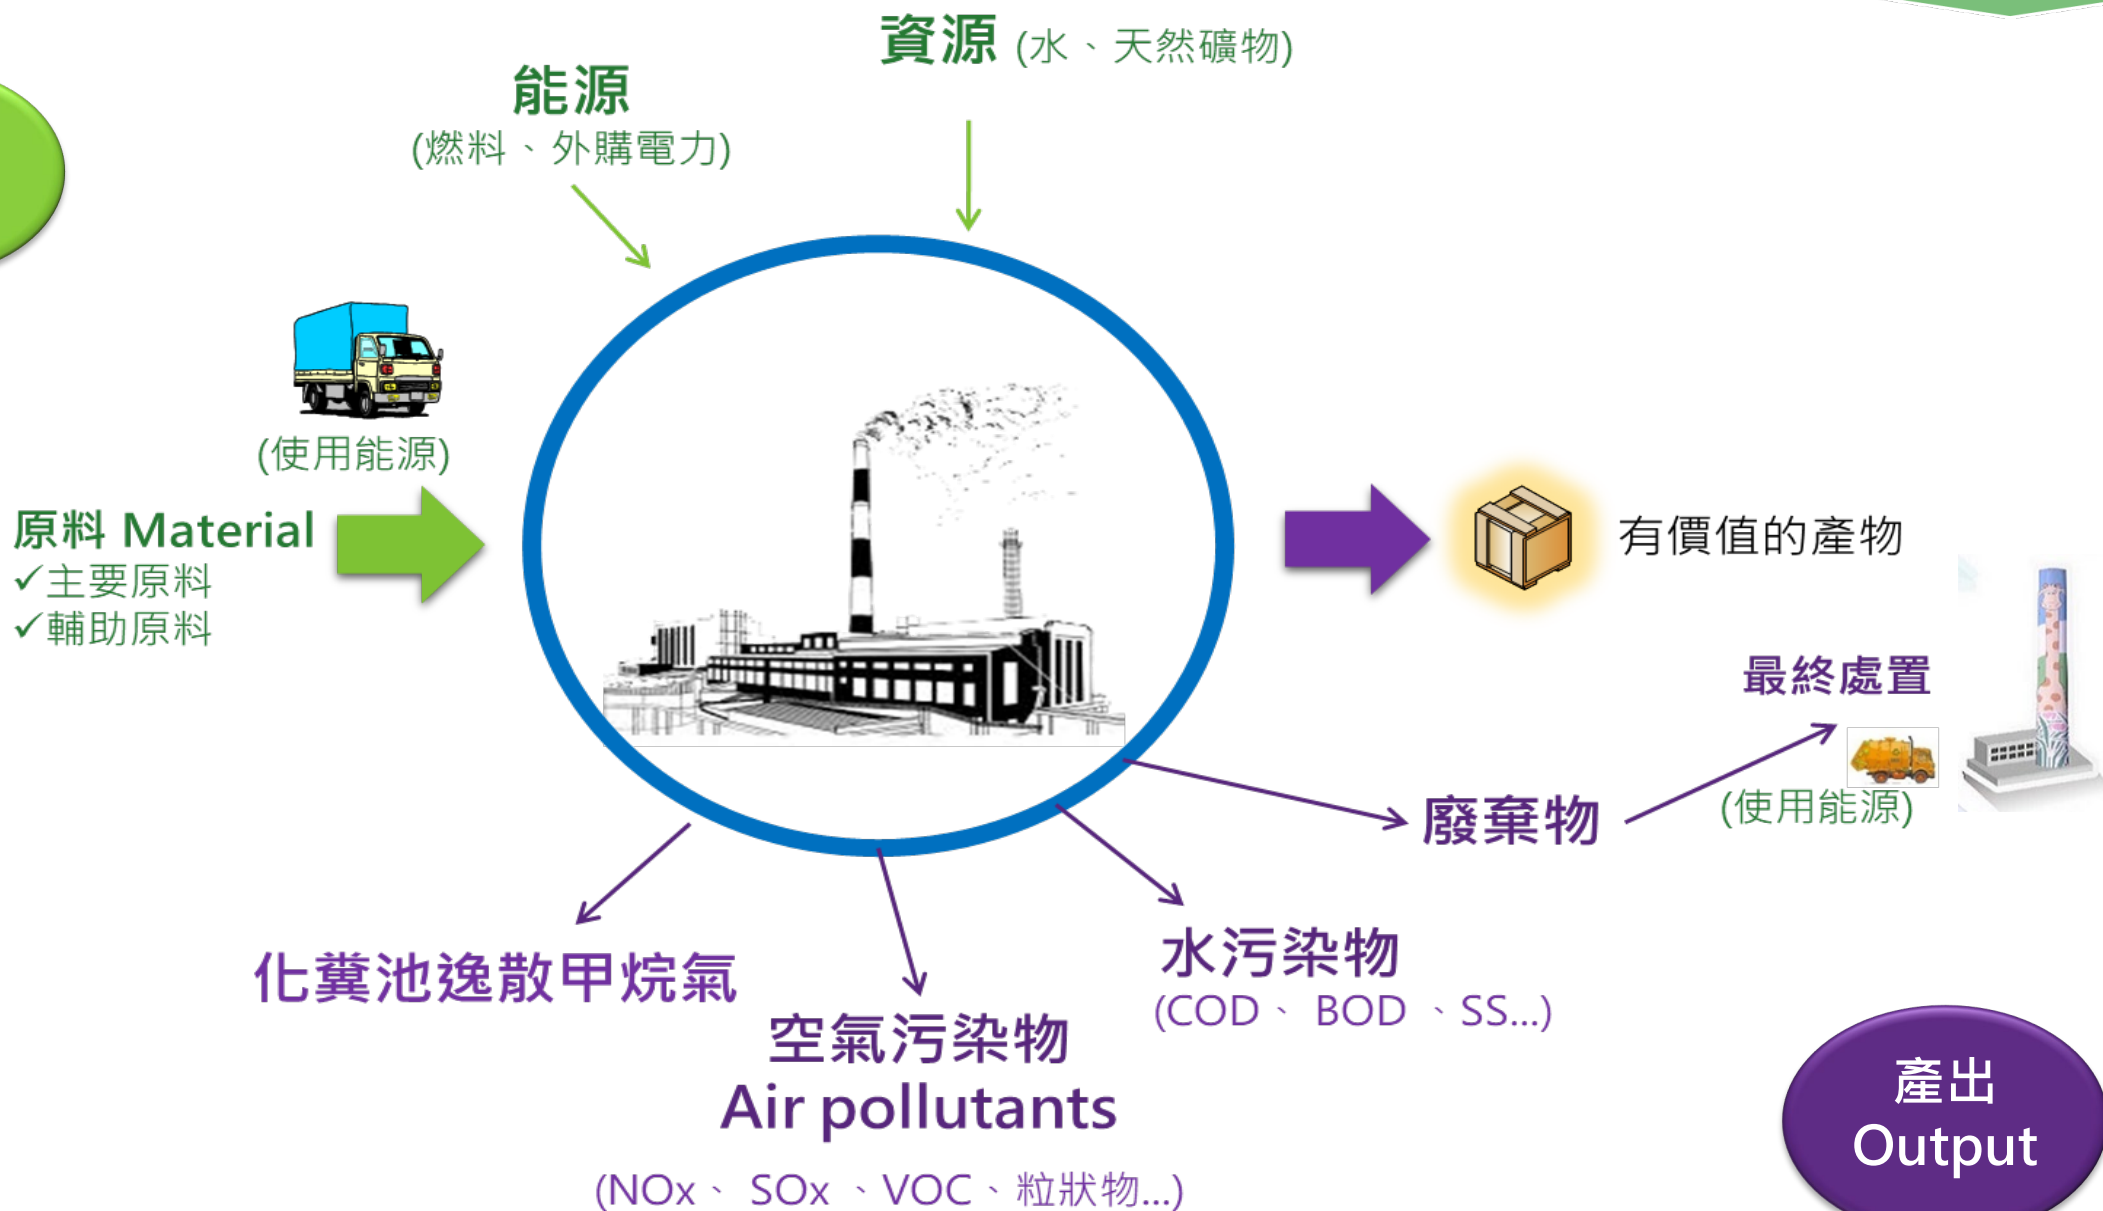 資源 (水、天然礦物)
能源
(燃料、外購電力)
(使用能源)
原料 Material
✓主要原料
✓輔助原料
有價值的產物
最終處置
(使用能源)
廢棄物
水污染物
(COD、 BOD 、SS...)
化糞池逸散甲烷氣
空氣污染物
Air pollutants
(NOx、 SOx 、VOC、粒狀物...)
產出
Output